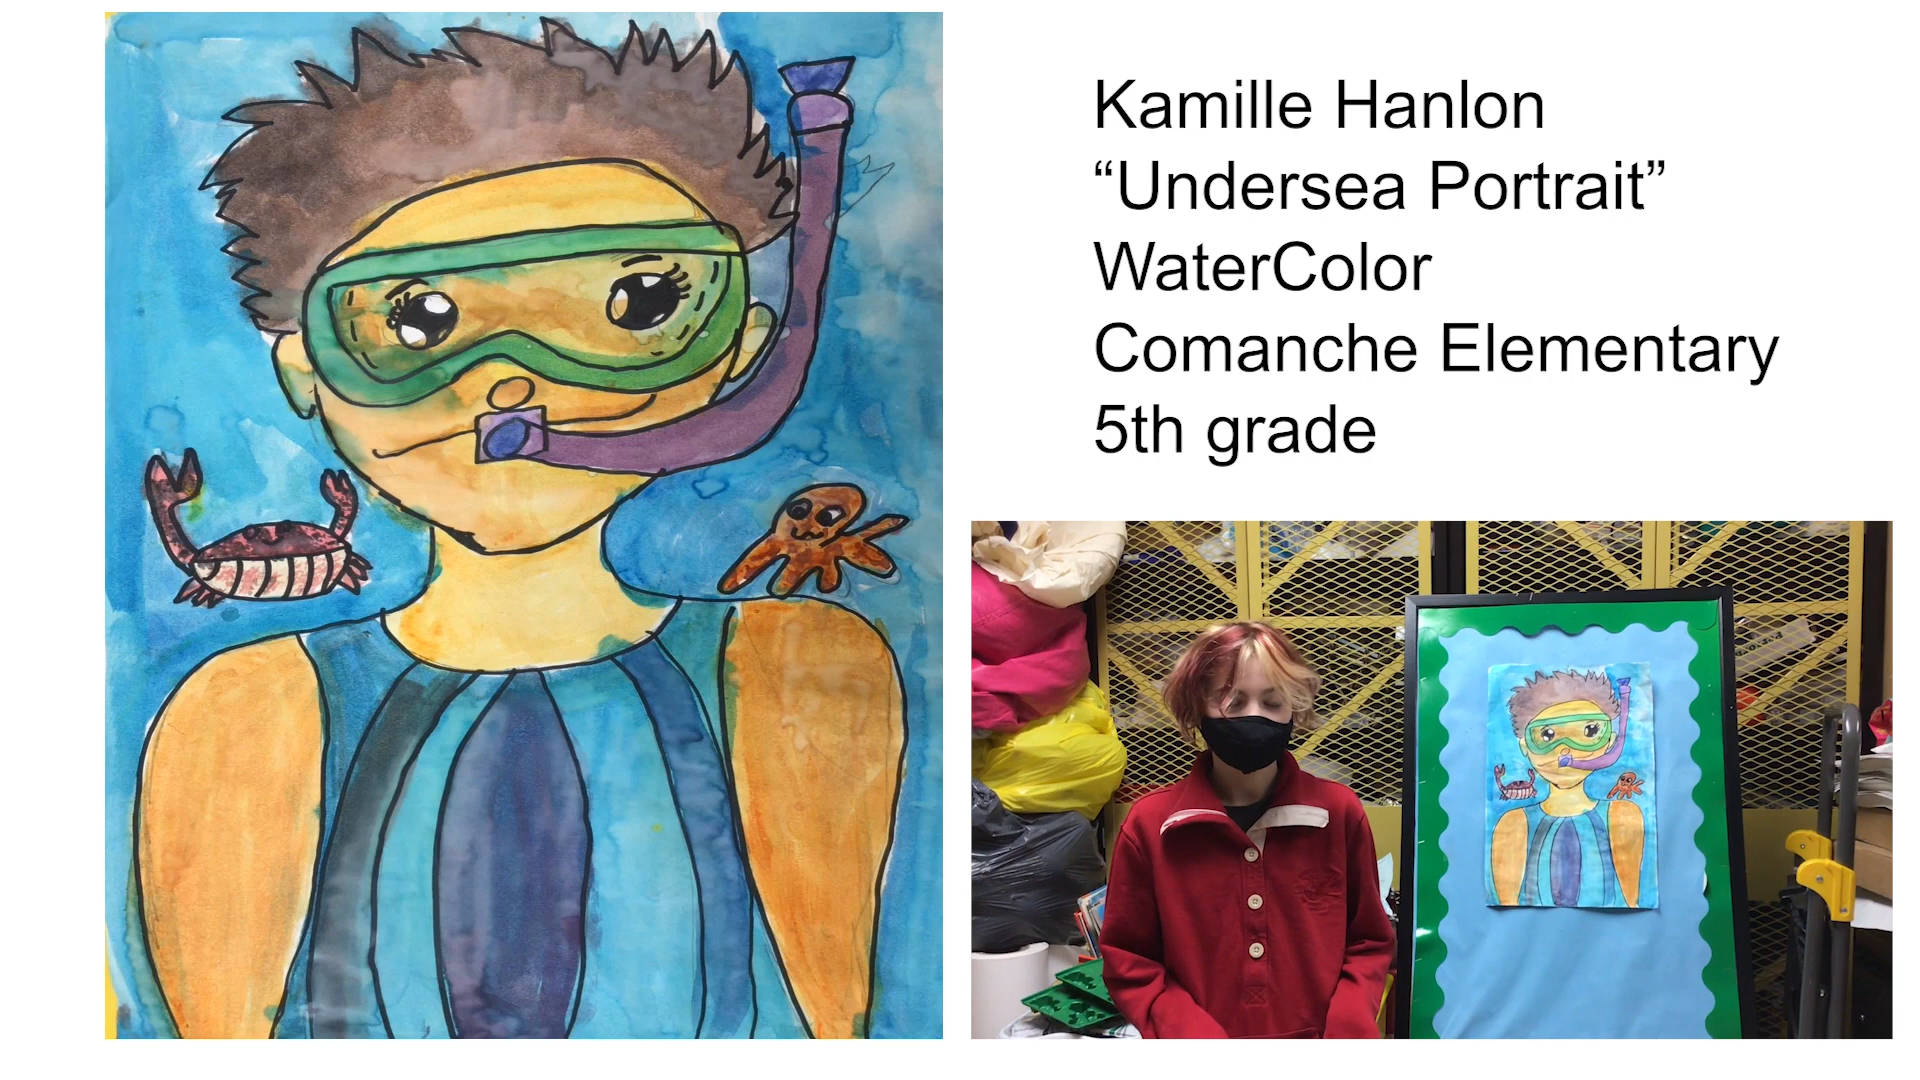 Kamille Hanlon
“Undersea Portrait”
WaterColor
Comanche Elementary
5th grade